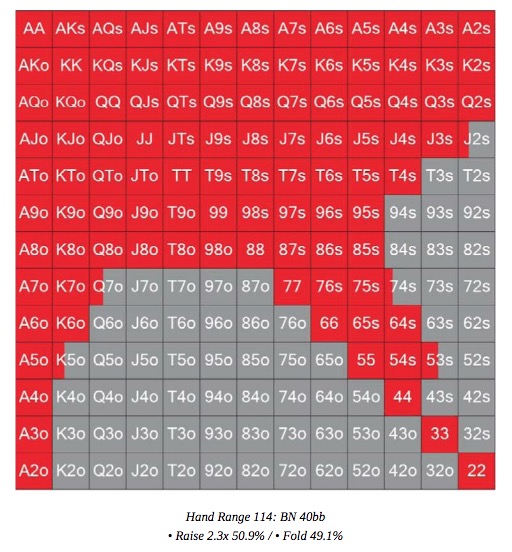 AA AKs AQs AJs ATs A9s A8s A7s A6s A5s A4s A3s A2s
AKo KK KQs KJs KTs K9s K8s K7s K6s K5s K4s K3s K2s
AQo KQo QQ QJs QTs Q9s Q8s Q7s Q6s Q5s Q4s Q3s Q2s
AJo KJo QJo JJ JTs J9s J8s J7s J6s J5s J4s J3s J2s
ATo KTo QTo JTo TT T9s T8s T7s T6s T5s T4s T3s T2s
A9o K9o Q9o J9o T9o 99 98s 97s 96s 95s 94s 93s 92s
A8o K8o Q8o J8o T8o 98o 88 87s 86s 85s 84s 83s 82s
A7o K7o Q7o J7o T7o 97o 87o 77 76s 75s 74s 73s 72s
A6o K6o Q6o J6o T6o 96o 86o 76o 66 65s 64s 63s 62s
A5o K5o Q5o J5o T5o 95o 85o 75o 65o 55 54s 53s 52s
A4o K4o Q4o J4o T4o 94o 84o 74o 64o 54o 44 43s 42s
A3o K3o Q3o J3o T3o 93o 83o 73o 63o 53o 43o 33 32s
A2o K2o Q2o J2o T2o 92o 82o 72o 62o 52o 42o 32o 22
Hand Range 114: BN 40bb
• Raise 2.3x 50.9% / • Fold 49.1%